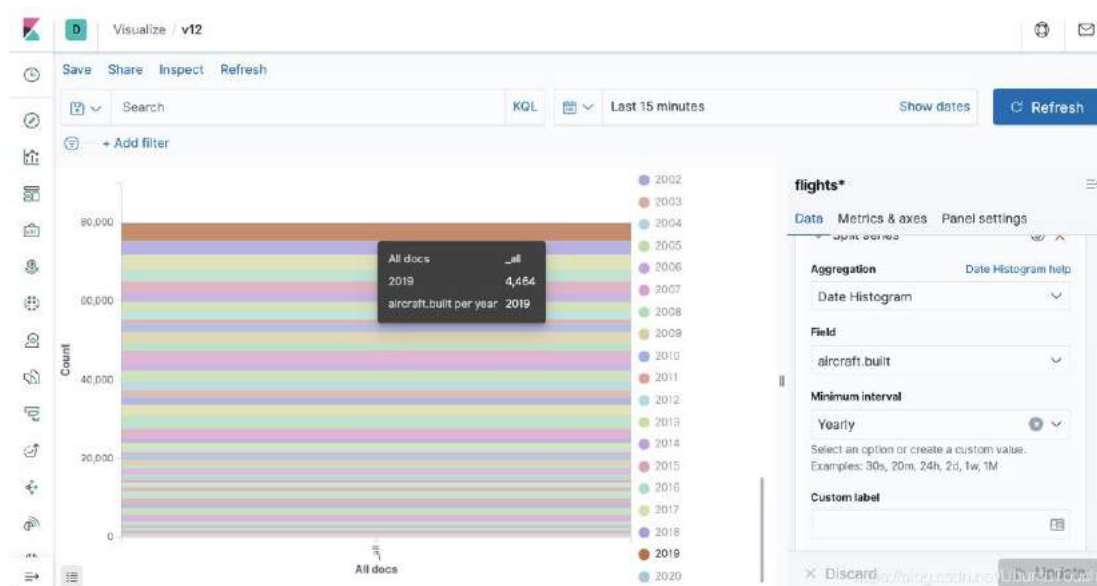 D Visualize / v12
Save Share Inspect Refresh
Search KQL Last 15 minutes Show dates Refresh
+ Add filter
flights*
Data Metrics & axes Panel settings
Split series
Aggregation Date Histogram help
Date Histogram
Field
aircraft.built
Minimum interval
Yearly
Select an option or create a custom value.
Examples: 30s, 20m, 24h, 2d, 1w, 1M
Custom label
Discard Update
80,000
60,000
40,000
20,000
0
Count
_all
All docs
All docs _all
2019 4,464
aircraft.built per year 2019
2002
2003
2004
2005
2006
2007
2008
2009
2010
2011
2012
2013
2014
2015
2016
2017
2018
2019
2020